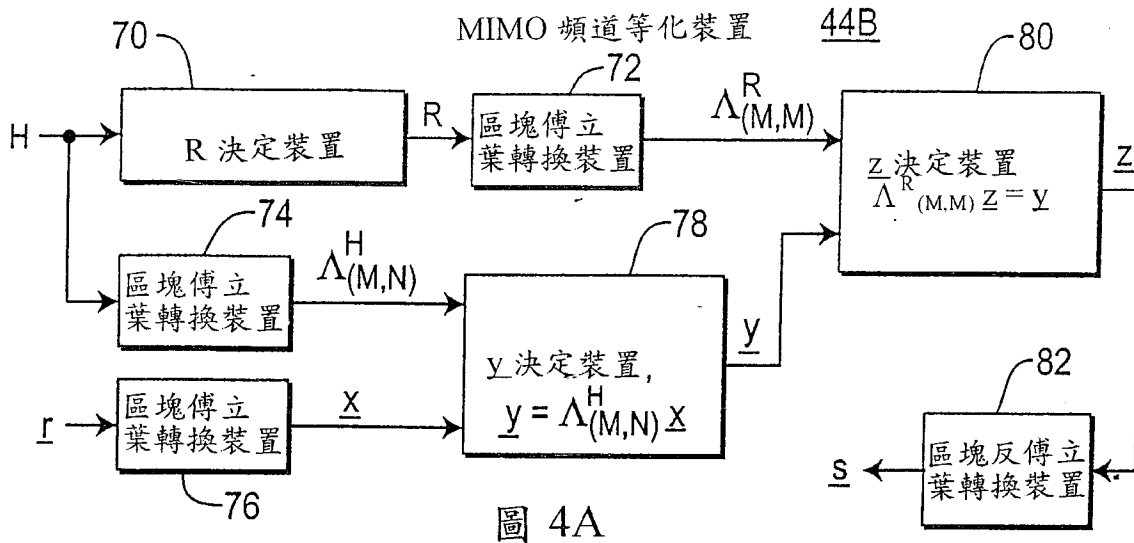 MIMO 頻道等化裝置 44B
70
72
80
H
R 決定裝置
R
區塊傅立
葉轉換裝置
Λ^R_(M,M)
z 決定裝置
Λ^R_(M,M) z = y
z
74
78
區塊傅立
葉轉換裝置
Λ^H_(M,N)
y 決定裝置,
y = Λ^H_(M,N) x
y
82
r
區塊傅立
葉轉換裝置
x
76
s
區塊反傅立
葉轉換裝置
圖 4A